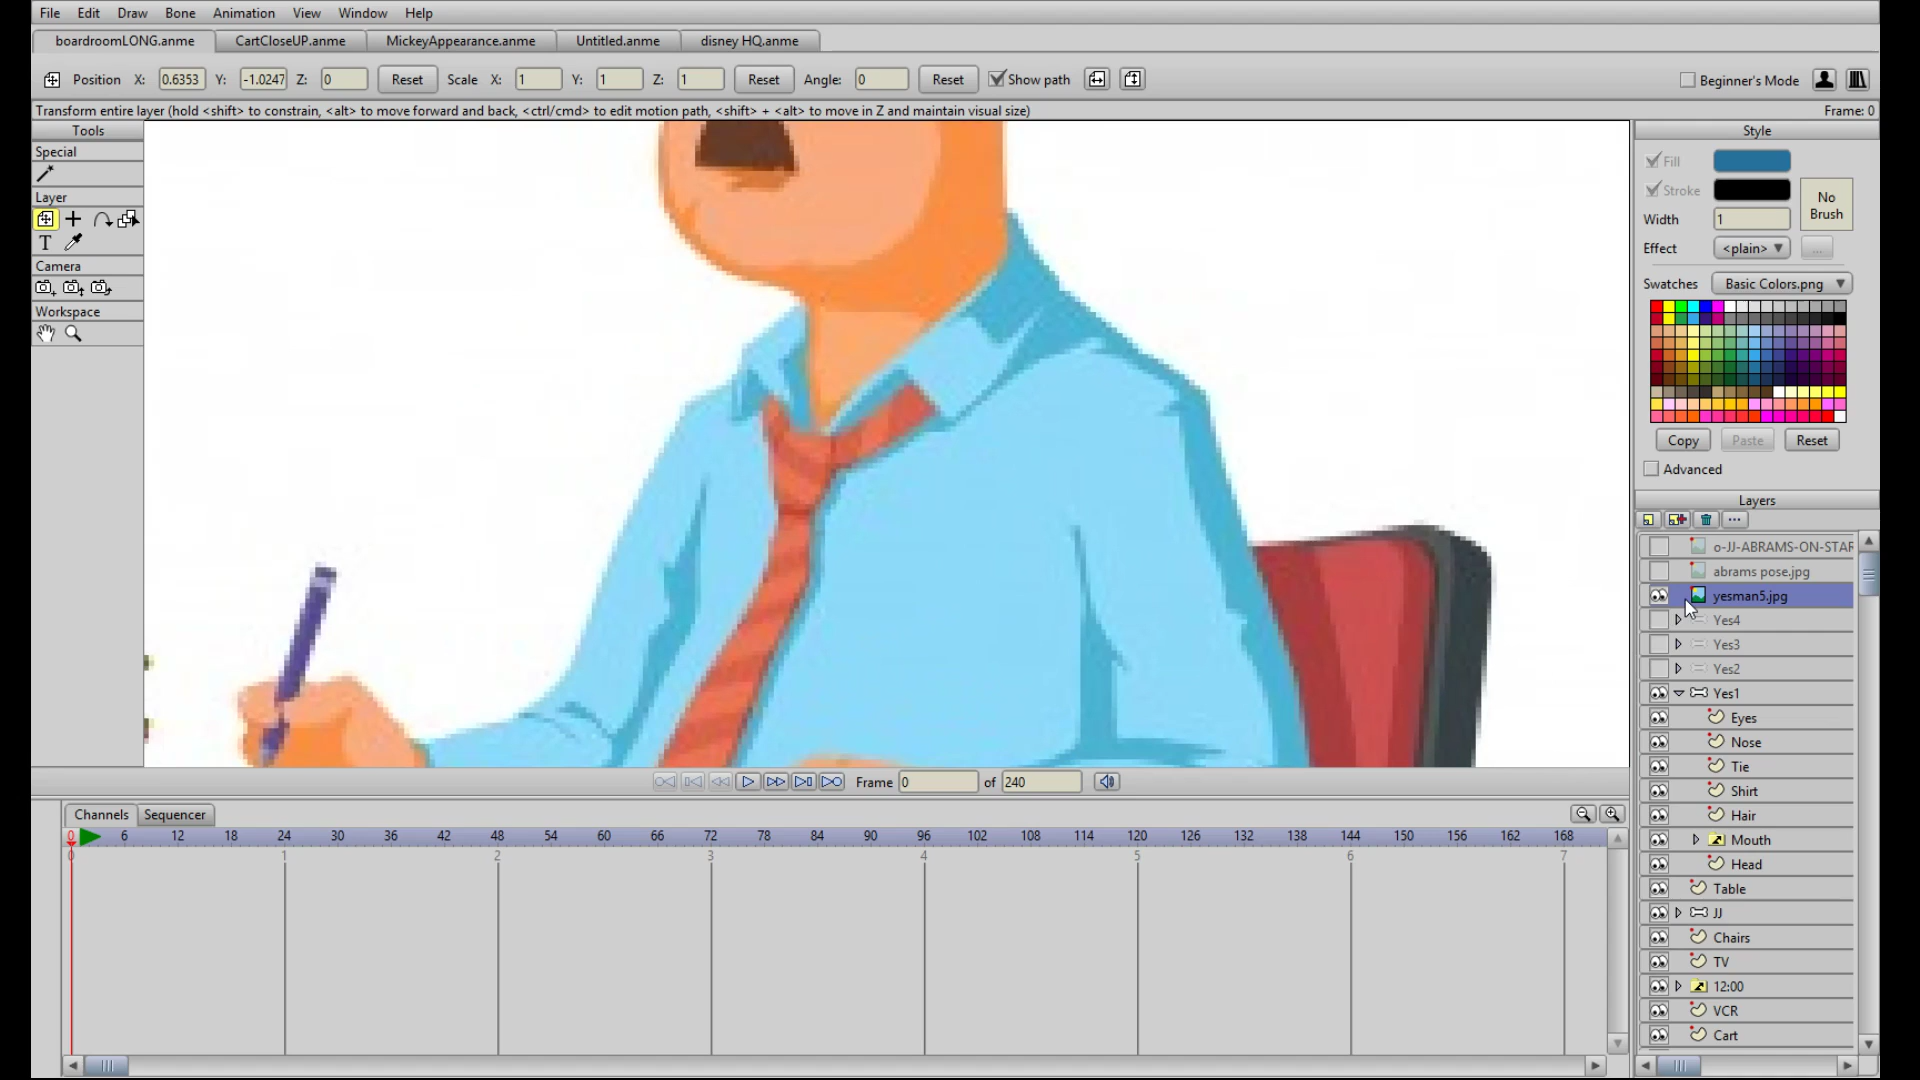 File Edit Draw Bone Animation View Window Help
boardroomLONG.anme CartCloseUP.anme MickeyAppearance.anme Untitled.anme disney HQ.anme
Position X: 0.6353 Y: -1.0247 Z: 0 Reset Scale X: 1 Y: 1 Z: 1 Reset Angle: 0 Reset Show path Beginner's Mode
Transform entire layer (hold <shift> to constrain, <alt> to move forward and back, <ctrl/cmd> to edit motion path, <shift> + <alt> to move in Z and maintain visual size) Frame: 0
Tools
Special
Layer
T
Camera
Workspace
Style
Fill
Stroke
No Brush
Width 1
Effect <plain> ...
Swatches Basic Colors.png
Copy Paste Reset
Advanced
Layers
...
o-JJ-ABRAMS-ON-STAR
abrams pose.jpg
yesman5.jpg
Yes4
Yes3
Yes2
Yes1
Eyes
Nose
Tie
Shirt
Hair
Mouth
Head
Table
JJ
Chairs
TV
12:00
VCR
Cart
Frame 0 of 240
Channels Sequencer
0 6 12 18 24 30 36 42 48 54 60 66 72 78 84 90 96 102 108 114 120 126 132 138 144 150 156 162 168
0 1 2 3 4 5 6 7